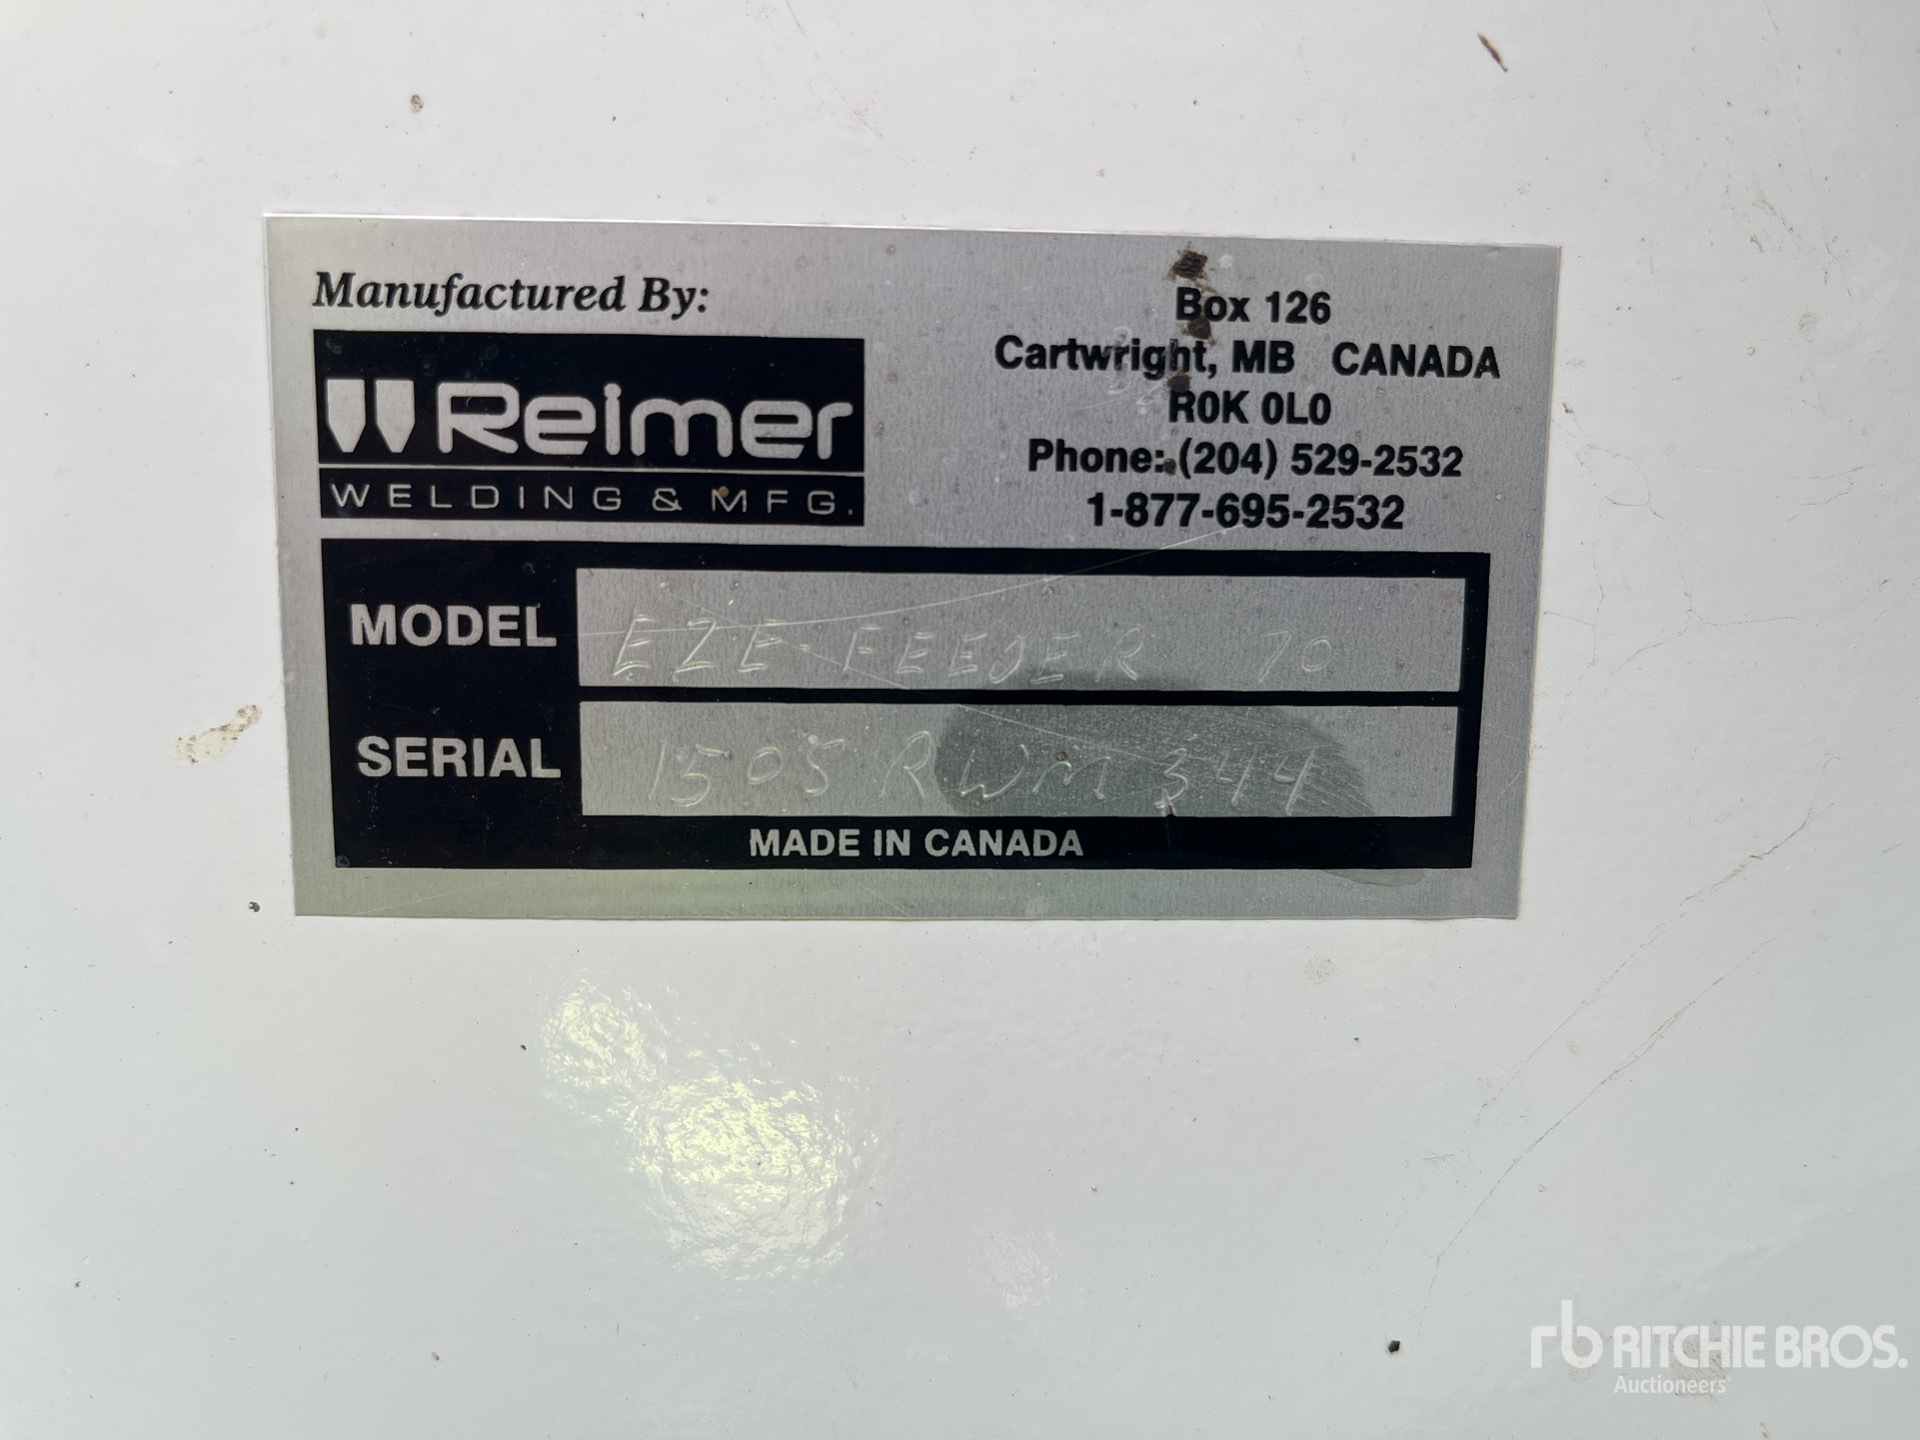 Manufactured By:
Reimer
WELDING & MFG.
Box 126
Cartwright, MB CANADA
R0K 0L0
Phone: (204) 529-2532
1-877-695-2532
MODEL EZE-FEEDER 70
SERIAL 1505 RWM 344
MADE IN CANADA
rb RITCHIE BROS.
Auctioneers